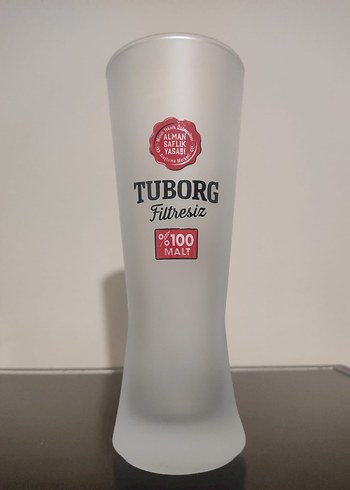 ALMAN
SAFLIK
YASASI
TUBORG
Filtresiz
%100
MALT